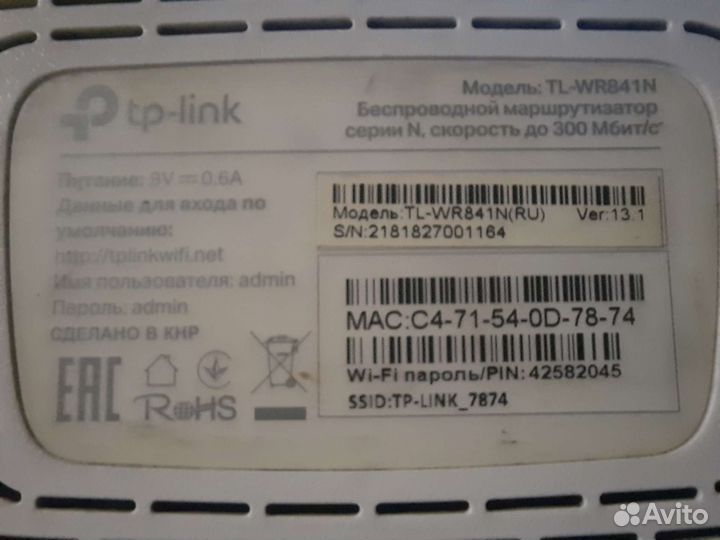 tp-link
Модель: TL-WR841N
Беспроводной маршрутизатор
серии N, скорость до 300 Мбит/с*
Питание: 9V⎓0.6A
Данные для входа по
умолчанию:
http://tplinkwifi.net
Имя пользователя: admin
Пароль: admin
СДЕЛАНО В КНР
EAC
RoHS
Модель:TL-WR841N(RU) Ver:13.1
S/N:2181827001164
MAC:C4-71-54-0D-78-74
Wi-Fi пароль/PIN:42582045
SSID:TP-LINK_7874
Avito